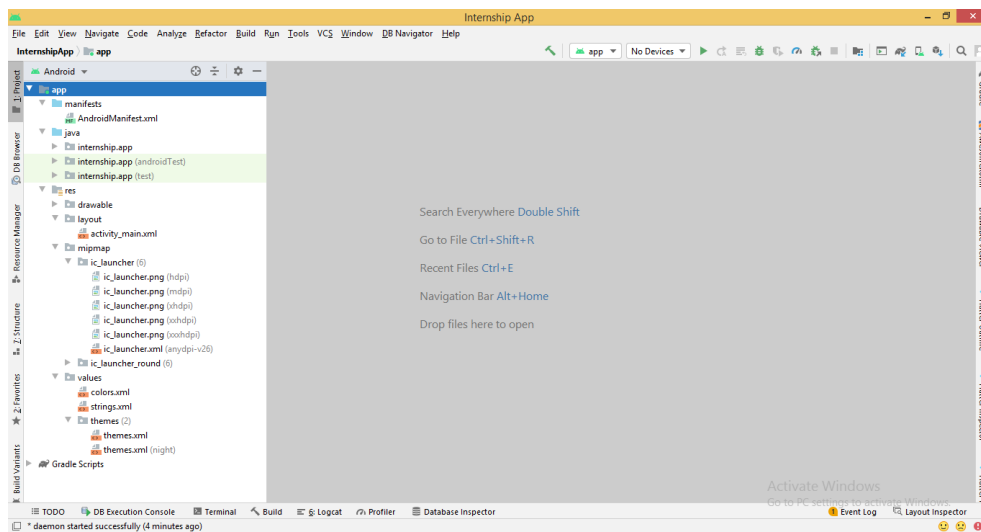 Internship App
File Edit View Navigate Code Analyze Refactor Build Run Tools VCS Window DB Navigator Help
InternshipApp app
app No Devices
Android
app
manifests
AndroidManifest.xml
java
internship.app
internship.app (androidTest)
internship.app (test)
res
drawable
layout
activity_main.xml
mipmap
ic_launcher (6)
ic_launcher.png (hdpi)
ic_launcher.png (mdpi)
ic_launcher.png (xhdpi)
ic_launcher.png (xxhdpi)
ic_launcher.png (xxxhdpi)
ic_launcher.xml (anydpi-v26)
ic_launcher_round (6)
values
colors.xml
strings.xml
themes (2)
themes.xml
themes.xml (night)
Gradle Scripts
1: Project
DB Browser
Resource Manager
7: Structure
2: Favorites
Build Variants
Search Everywhere Double Shift
Go to File Ctrl+Shift+R
Recent Files Ctrl+E
Navigation Bar Alt+Home
Drop files here to open
Activate Windows
Go to PC settings to activate Windows.
TODO DB Execution Console Terminal Build 6: Logcat Profiler Database Inspector
1 Event Log Layout Inspector
* daemon started successfully (4 minutes ago)